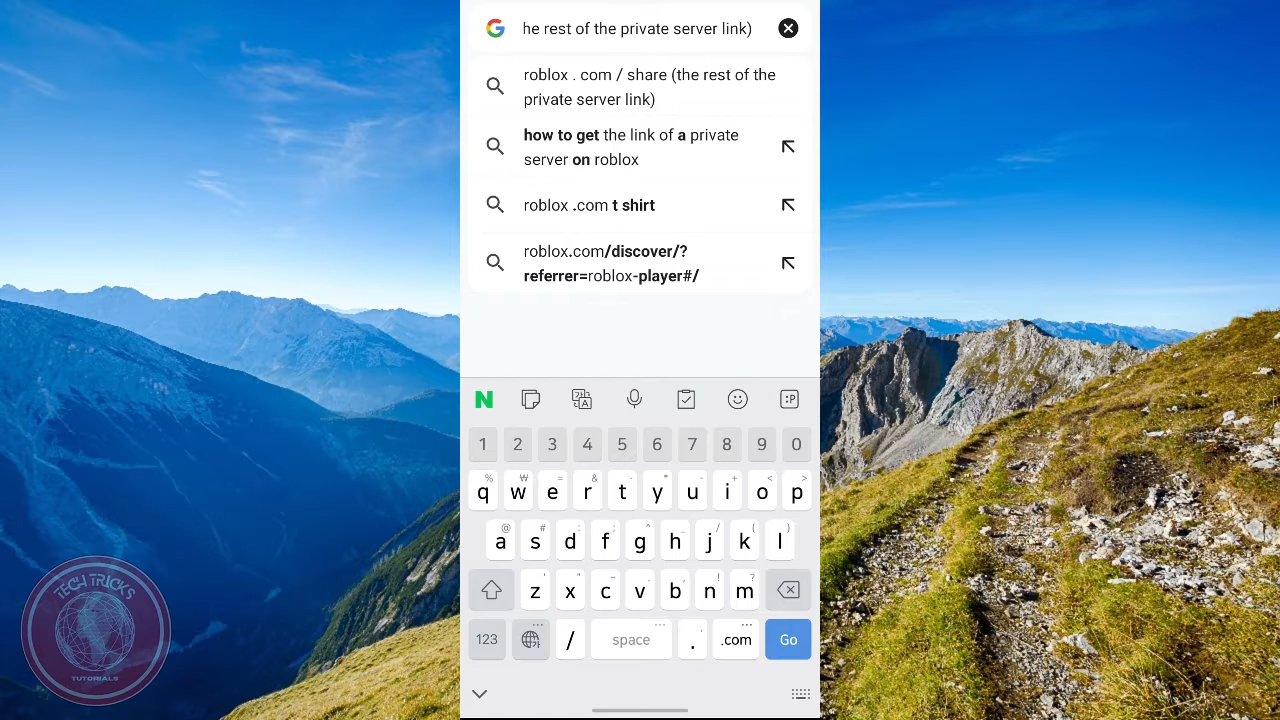 he rest of the private server link)
roblox . com / share (the rest of the
private server link)
how to get the link of a private
server on roblox
roblox .com t shirt
roblox.com/discover/?
referrer=roblox-player#/
N
:P
1 2 3 4 5 6 7 8 9 0
q w e r t y u i o p
a s d f g h j k l
z x c v b n m
123 / space . .com Go
TECH TRICKS
TUTORIALS